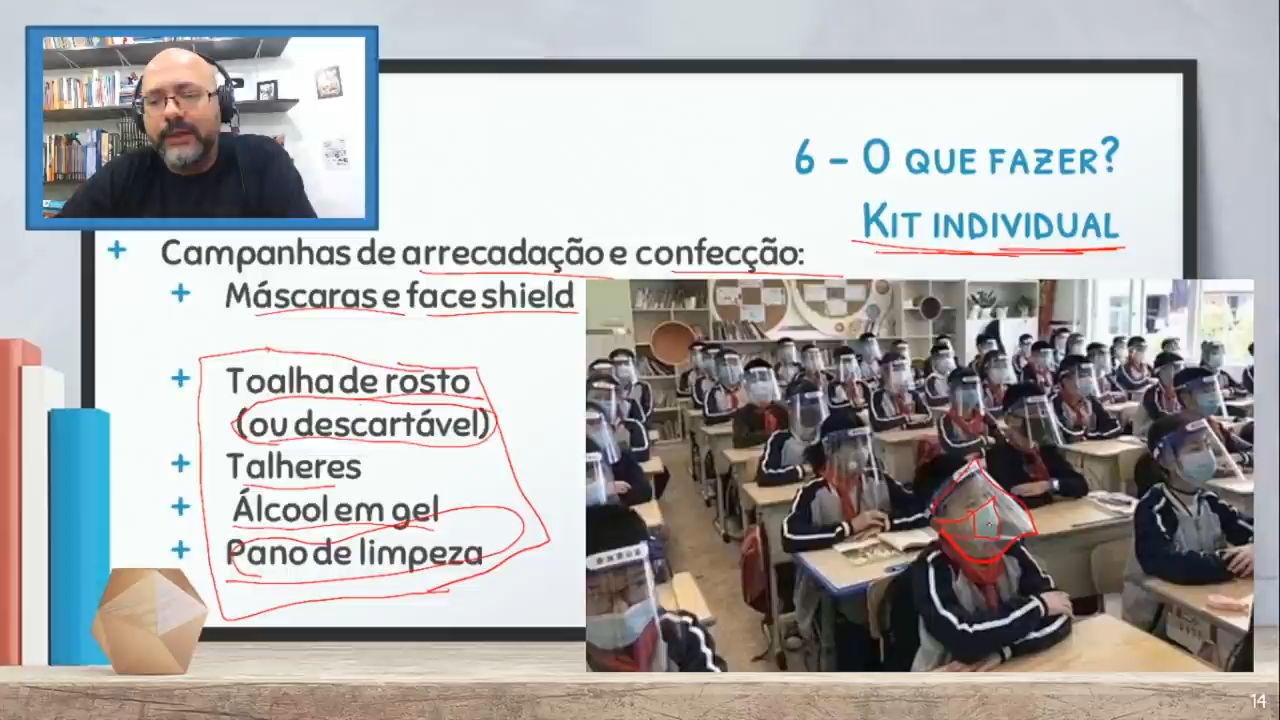 6 – O QUE FAZER?
KIT INDIVIDUAL
+ Campanhas de arrecadação e confecção:
+ Máscaras e face shield
+ Toalha de rosto
(ou descartável)
+ Talheres
+ Álcool em gel
+ Pano de limpeza
14